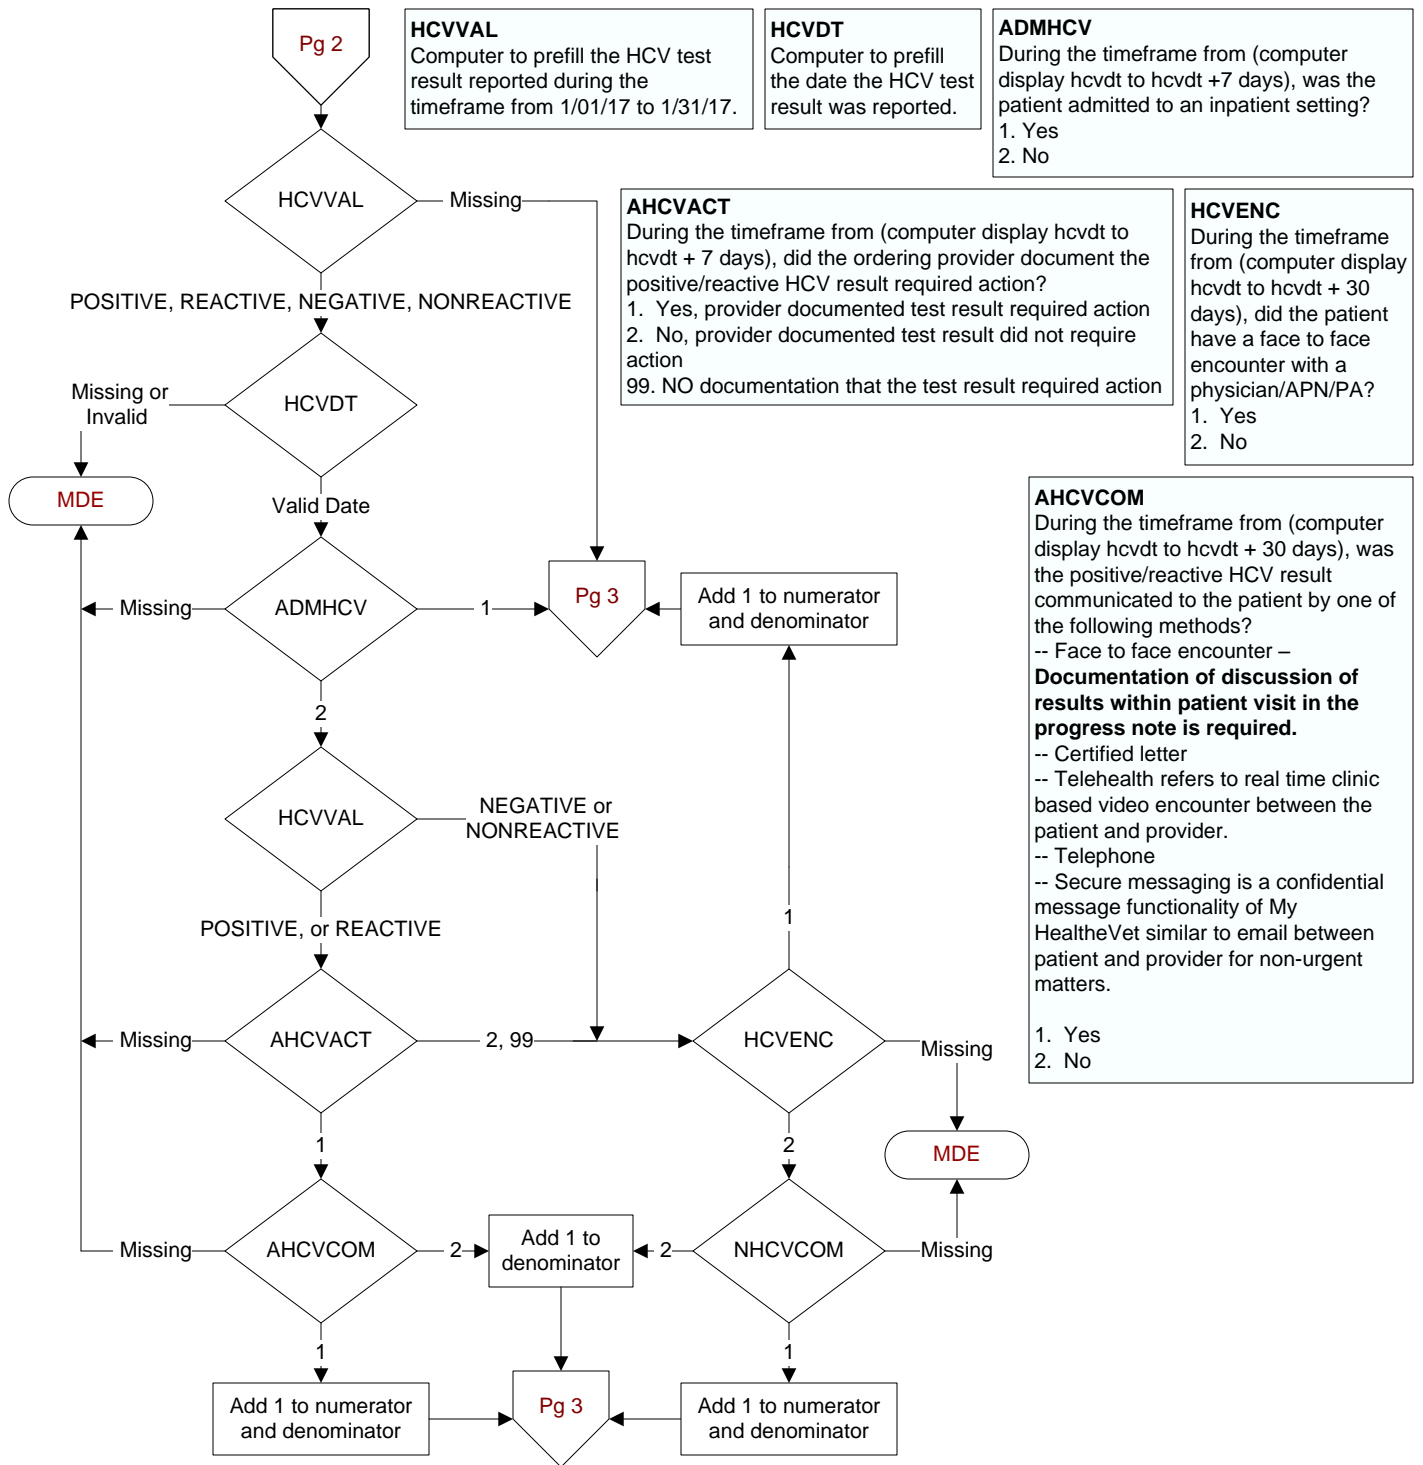 Pg 2
HCVVAL
Computer to prefill the HCV test
result reported during the
timeframe from 1/01/17 to 1/31/17.
HCVDT
Computer to prefill
the date the HCV test
result was reported.
ADMHCV
During the timeframe from (computer
display hcvdt to hcvdt +7 days), was the
patient admitted to an inpatient setting?
1. Yes
2. No
HCVVAL
Missing
AHCVACT
During the timeframe from (computer display hcvdt to
hcvdt + 7 days), did the ordering provider document the
positive/reactive HCV result required action?
1. Yes, provider documented test result required action
2. No, provider documented test result did not require
action
99. NO documentation that the test result required action
HCVENC
During the timeframe
from (computer display
hcvdt to hcvdt + 30
days), did the patient
have a face to face
encounter with a
physician/APN/PA?
1. Yes
2. No
POSITIVE, REACTIVE, NEGATIVE, NONREACTIVE
Missing or
Invalid
HCVDT
MDE
Valid Date
AHCVCOM
During the timeframe from (computer
display hcvdt to hcvdt + 30 days), was
the positive/reactive HCV result
communicated to the patient by one of
the following methods?
-- Face to face encounter –
Documentation of discussion of
results within patient visit in the
progress note is required.
-- Certified letter
-- Telehealth refers to real time clinic
based video encounter between the
patient and provider.
-- Telephone
-- Secure messaging is a confidential
message functionality of My
HealtheVet similar to email between
patient and provider for non-urgent
matters.
1. Yes
2. No
Missing
ADMHCV
1
Pg 3
Add 1 to numerator
and denominator
2
HCVVAL
NEGATIVE or
NONREACTIVE
POSITIVE, or REACTIVE
1
Missing
AHCVACT
2, 99
HCVENC
Missing
1
2
MDE
Missing
AHCVCOM
2
Add 1 to
denominator
2
NHCVCOM
Missing
1
1
Add 1 to numerator
and denominator
Pg 3
Add 1 to numerator
and denominator